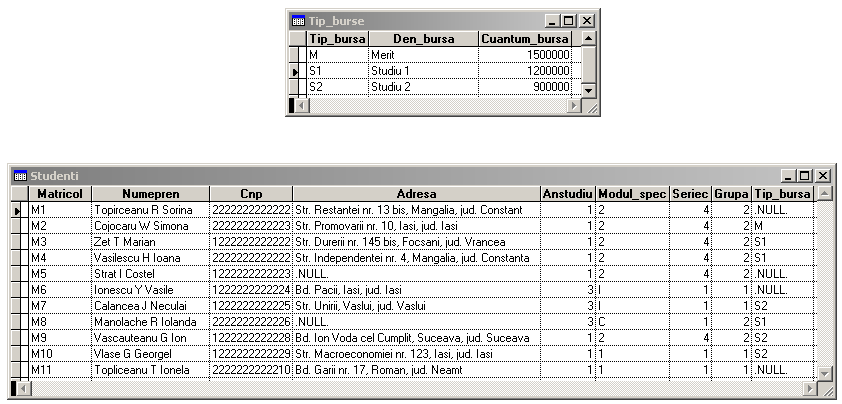 Tip_burse
Tip_bursa Den_bursa Cuantum_bursa
M Merit 1500000
S1 Studiu 1 1200000
S2 Studiu 2 900000
Studenti
Matricol Numepren Cnp Adresa Anstudiu Modul_spec Seriec Grupa Tip_bursa
M1 Topirceanu R Sorina 2222222222222 Str. Restantei nr. 13 bis, Mangalia, jud. Constant 1 2 4 2 .NULL.
M2 Cojocaru W Simona 2222222222223 Str. Promovarii nr. 10, Iasi, jud. Iasi 1 2 4 2 M
M3 Zet T Marian 1222222222222 Str. Durerii nr. 145 bis, Focsani, jud. Vrancea 1 2 4 2 S1
M4 Vasilescu H Ioana 2222222222222 Str. Independentei nr. 4, Mangalia, jud. Constanta 1 2 4 2 S1
M5 Strat I Costel 1222222222223 .NULL. 1 2 4 2 .NULL.
M6 Ionescu Y Vasile 1222222222224 Bd. Pacii, Iasi, jud. Iasi 3 I 1 1 .NULL.
M7 Calancea J Neculai 1222222222225 Str. Unirii, Vaslui, jud. Vaslui 3 I 1 1 S2
M8 Manolache R Iolanda 2222222222226 .NULL. 3 C 1 2 S1
M9 Vascauteanu G Ion 1222222222228 Bd. Ion Voda cel Cumplit, Suceava, jud. Suceava 1 2 4 2 S2
M10 Vlase G Georgel 1222222222229 Str. Macroeconomiei nr. 123, Iasi, jud. Iasi 1 1 1 1 S2
M11 Topliceanu T Ionela 22222222222210 Bd. Garii nr. 17, Roman, jud. Neamt 1 1 1 1 .NULL.